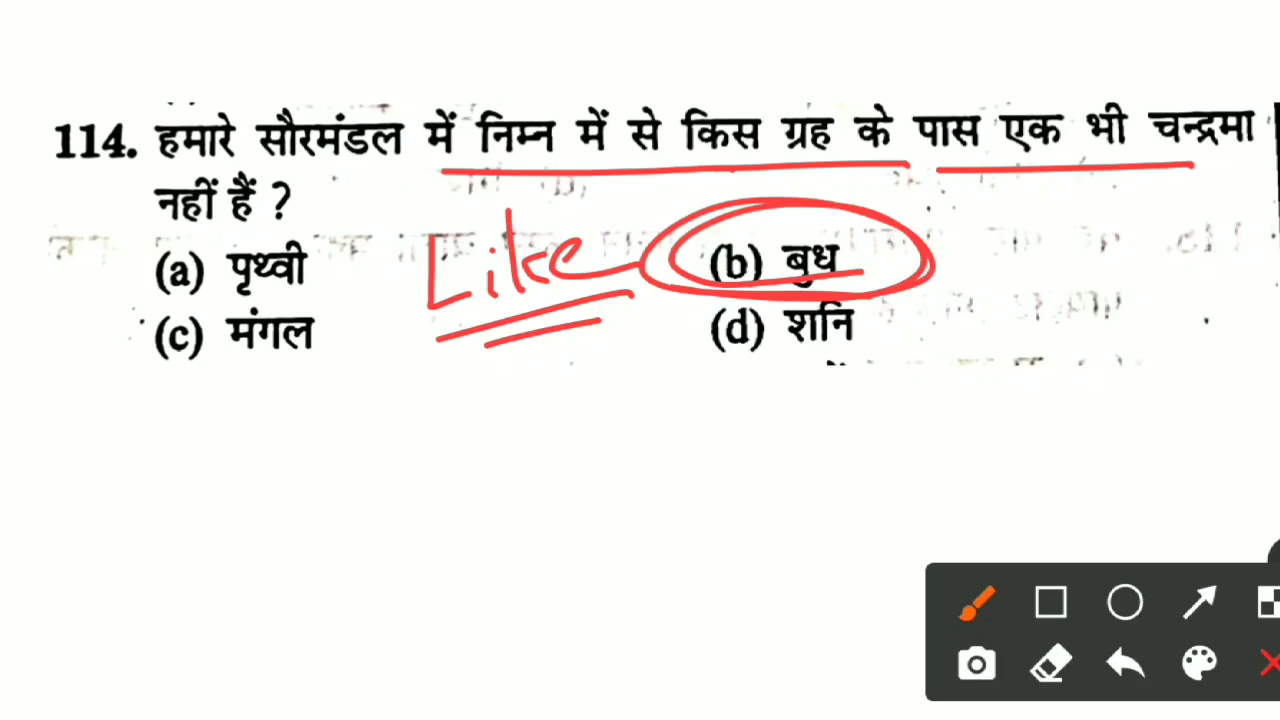 114. हमारे सौरमंडल में निम्न में से किस ग्रह के पास एक भी चन्द्रमा
नहीं हैं ?
(a) पृथ्वी
Like
(b) बुध
(c) मंगल
(d) शनि